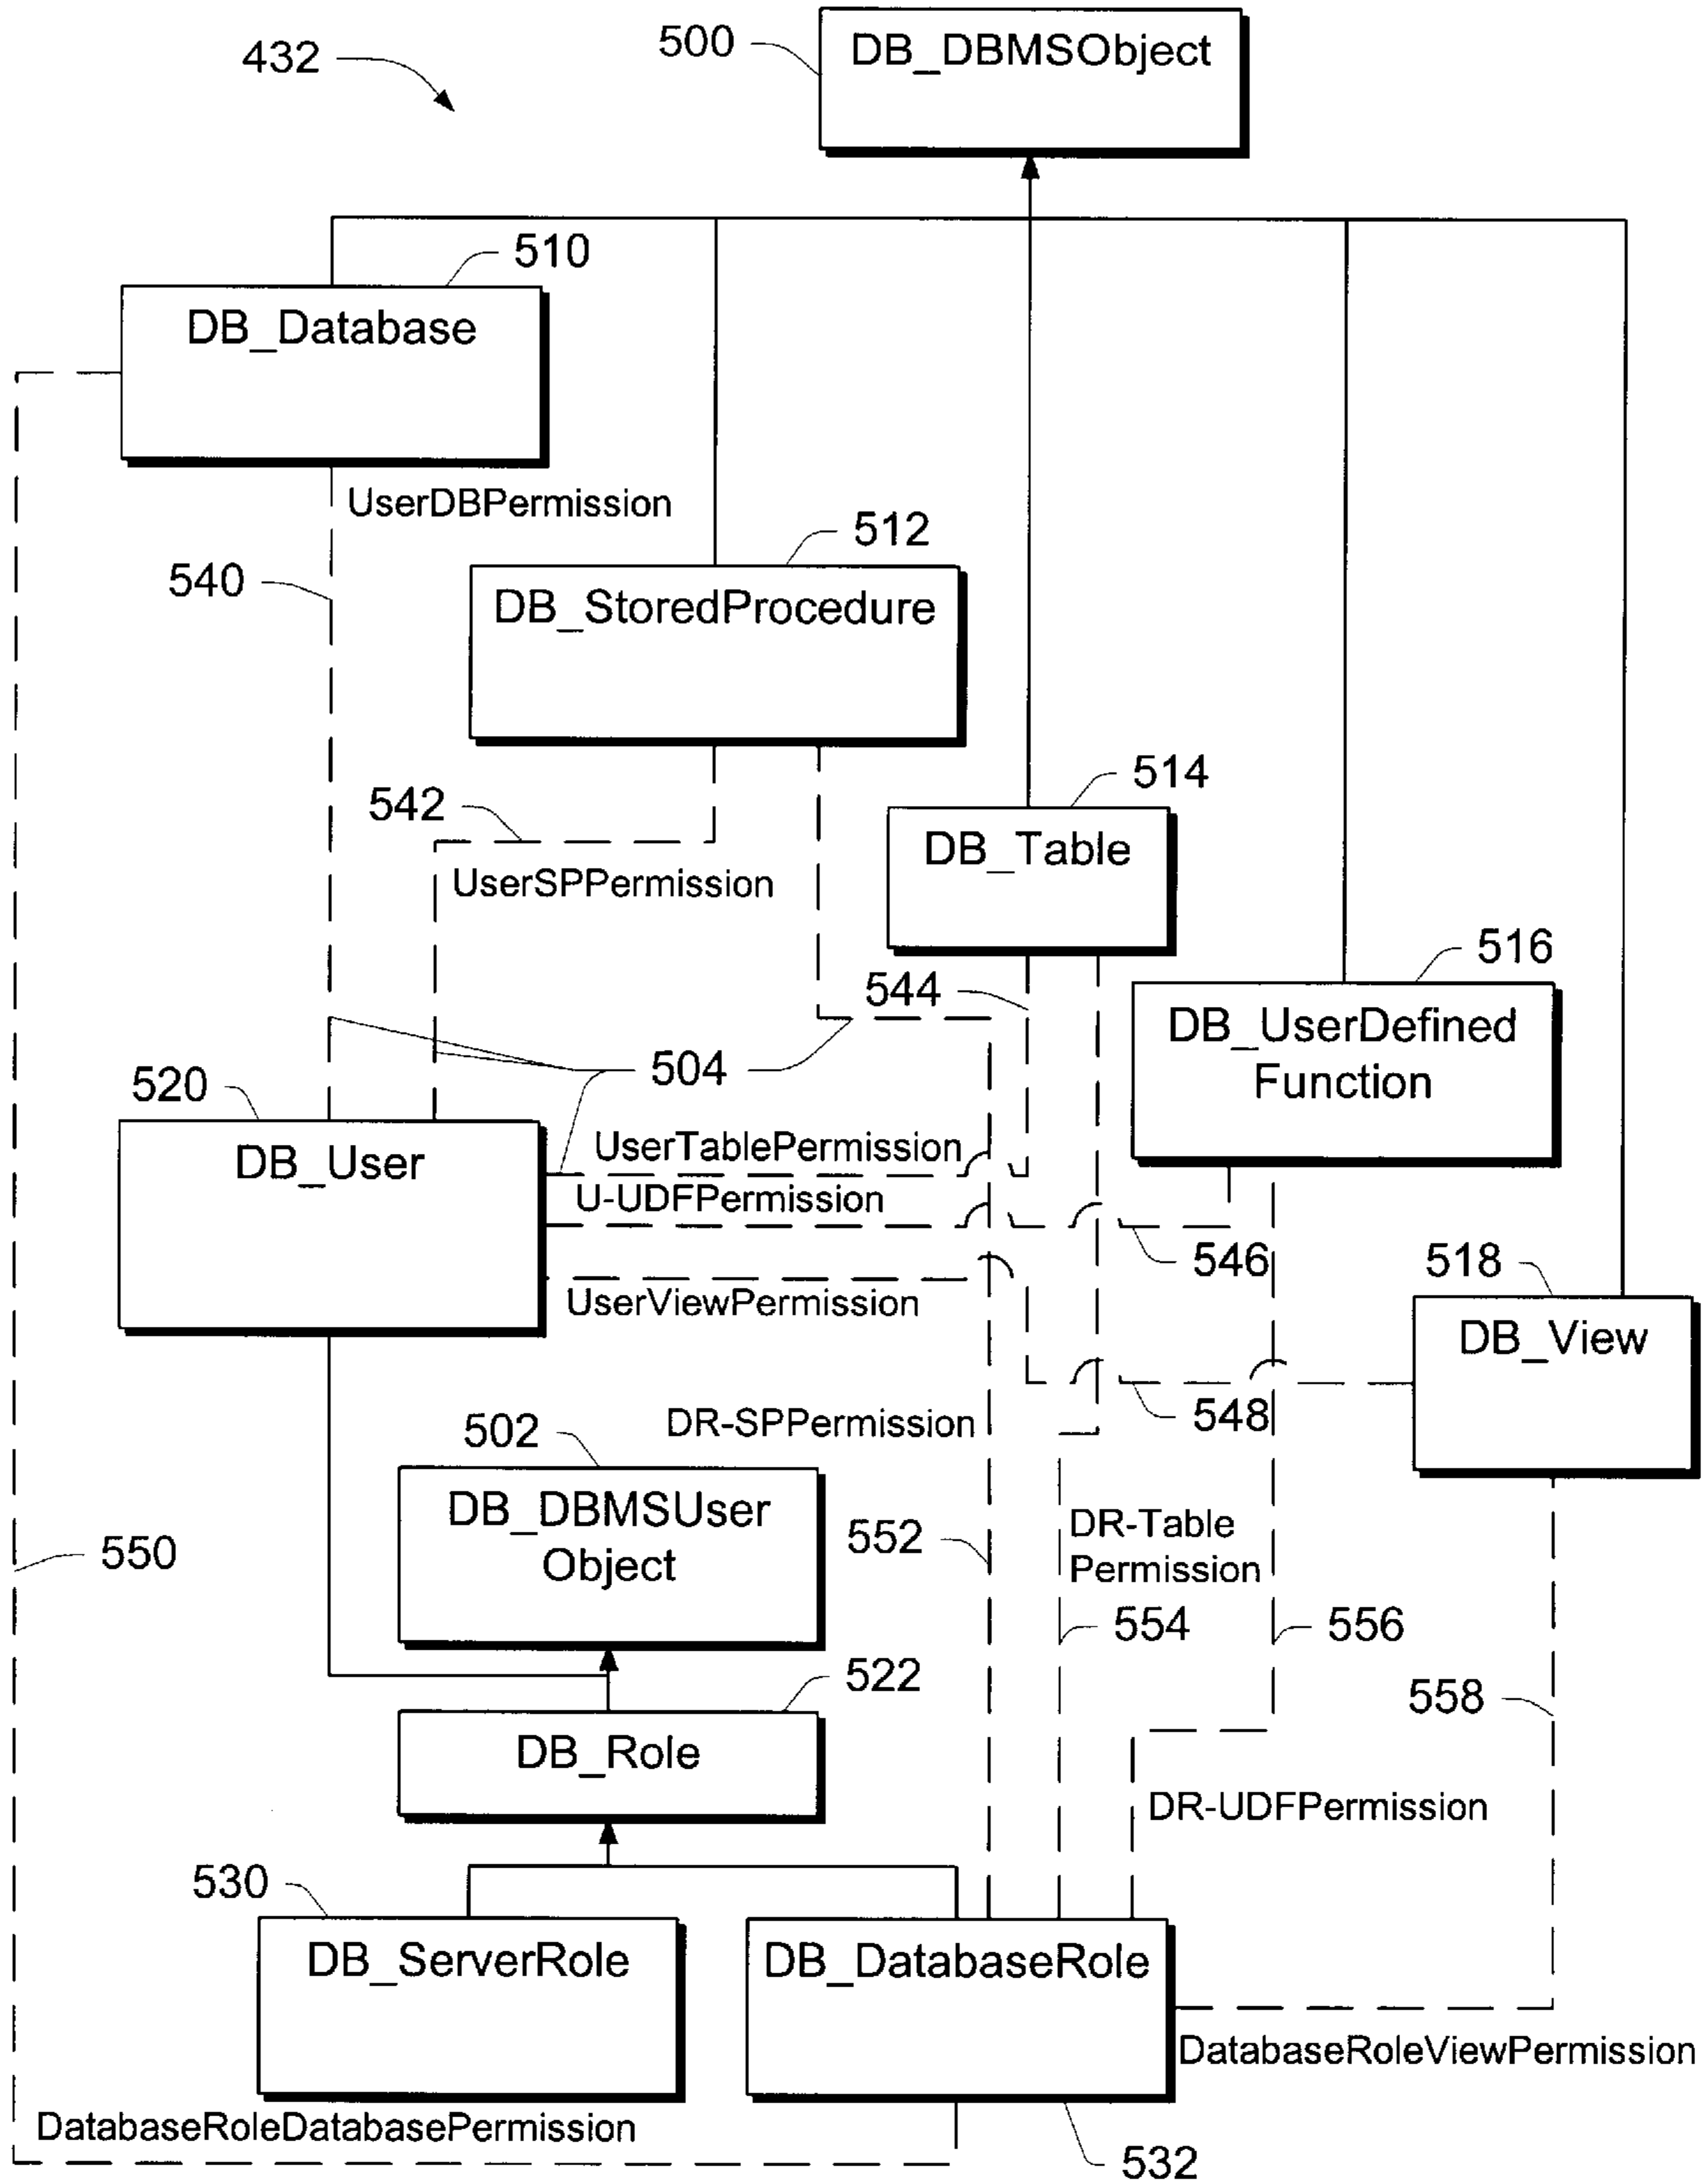 432
500
DB_DBMSObject
510
DB_Database
UserDBPermission
512
540
DB_StoredProcedure
514
542
DB_Table
UserSPPermission
516
544
DB_UserDefined
Function
504
520
DB_User
UserTablePermission
U-UDFPermission
546
518
UserViewPermission
DB_View
548
502
DR-SPPermission
DB_DBMSUser
Object
550
552
DR-Table
Permission
554
556
522
558
DB_Role
DR-UDFPermission
530
DB_ServerRole
DB_DatabaseRole
DatabaseRoleViewPermission
DatabaseRoleDatabasePermission
532